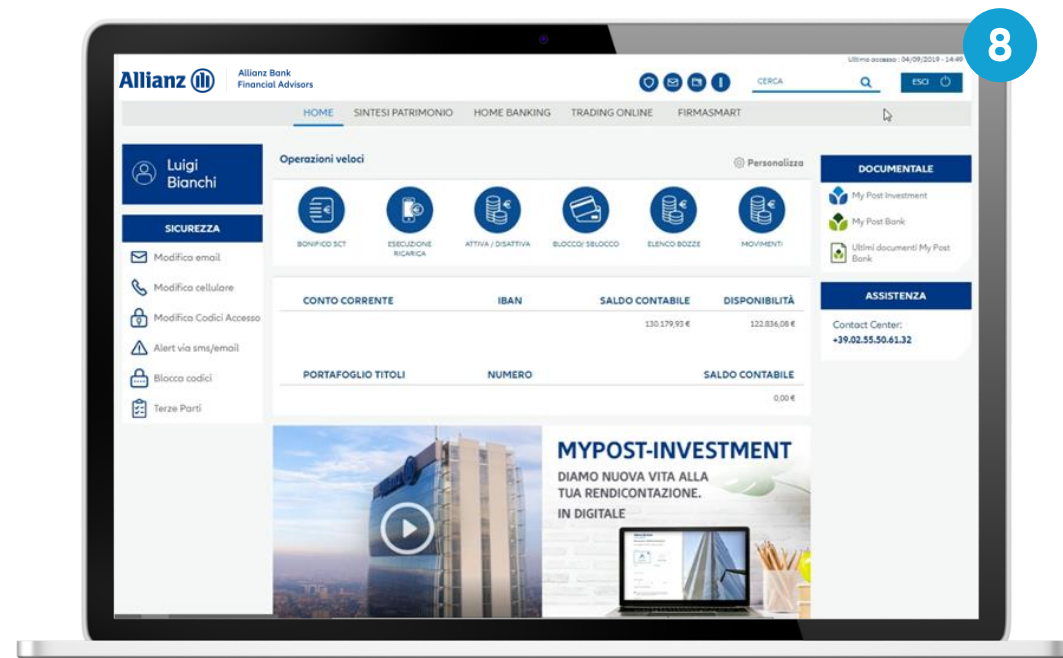 8
Ultimo accesso : 04/09/2019 - 14:49
Allianz
Allianz Bank
Financial Advisors
CERCA
ESCI
HOME SINTESI PATRIMONIO HOME BANKING TRADING ONLINE FIRMASMART
Luigi
Bianchi
SICUREZZA
Modifica email
Modifica cellulare
Modifica Codici Accesso
Alert via sms/email
Blocca codici
Terze Parti
Operazioni veloci
Personalizza
BONIFICO SCT
ESECUZIONE
RICARICA
ATTIVA / DISATTIVA
BLOCCO/ SBLOCCO
ELENCO BOZZE
MOVIMENTI
CONTO CORRENTE IBAN SALDO CONTABILE DISPONIBILITÀ
130.179,93 € 122.836,08 €
PORTAFOGLIO TITOLI NUMERO SALDO CONTABILE
0,00 €
MYPOST-INVESTMENT
DIAMO NUOVA VITA ALLA
TUA RENDICONTAZIONE.
IN DIGITALE
DOCUMENTALE
My Post Investment
My Post Bank
Ultimi documenti My Post
Bank
ASSISTENZA
Contact Center:
+39.02.55.50.61.32